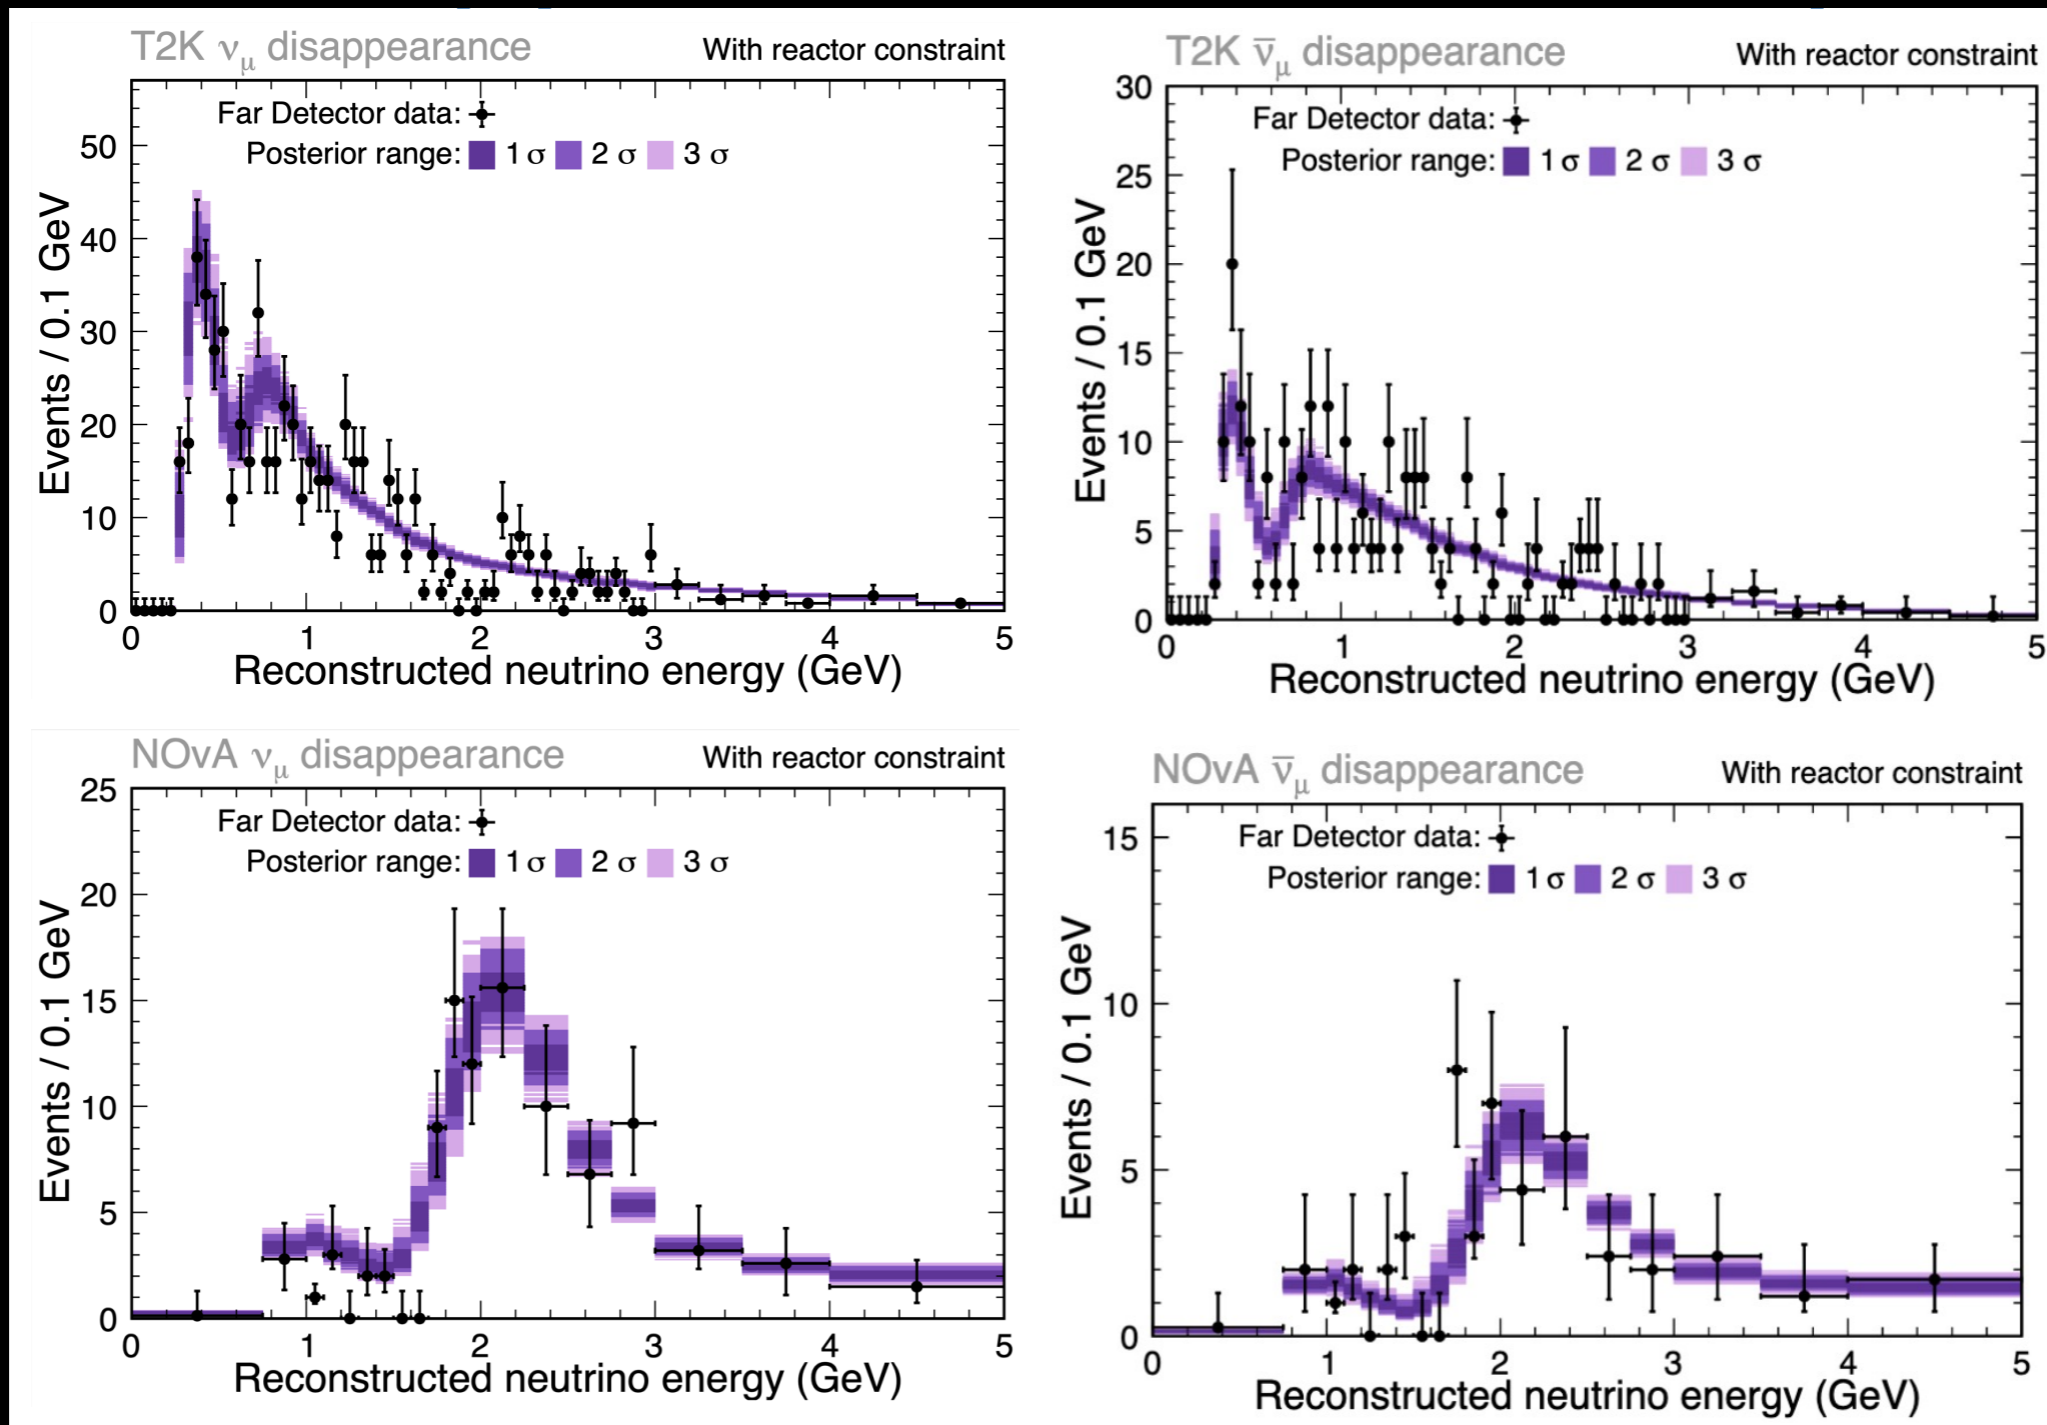 T2K νμ disappearance
With reactor constraint
Far Detector data:
Posterior range: 1 σ 2 σ 3 σ
Events / 0.1 GeV
50
40
30
20
10
0
0 1 2 3 4 5
Reconstructed neutrino energy (GeV)
T2K ν̅μ disappearance
With reactor constraint
Far Detector data:
Posterior range: 1 σ 2 σ 3 σ
Events / 0.1 GeV
30
25
20
15
10
5
0
0 1 2 3 4 5
Reconstructed neutrino energy (GeV)
NOvA νμ disappearance
With reactor constraint
Far Detector data:
Posterior range: 1 σ 2 σ 3 σ
Events / 0.1 GeV
25
20
15
10
5
0
0 1 2 3 4 5
Reconstructed neutrino energy (GeV)
NOvA ν̅μ disappearance
With reactor constraint
Far Detector data:
Posterior range: 1 σ 2 σ 3 σ
Events / 0.1 GeV
15
10
5
0
0 1 2 3 4 5
Reconstructed neutrino energy (GeV)